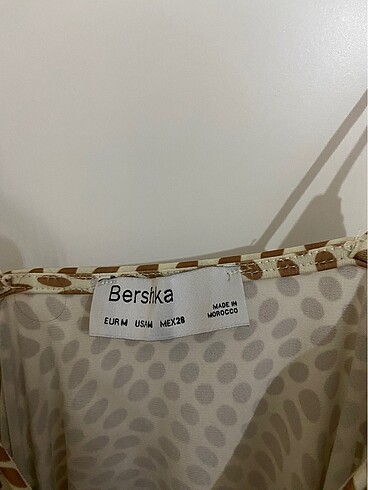 Bershka
EUR M USA M MEX 28
MADE IN
MOROCCO